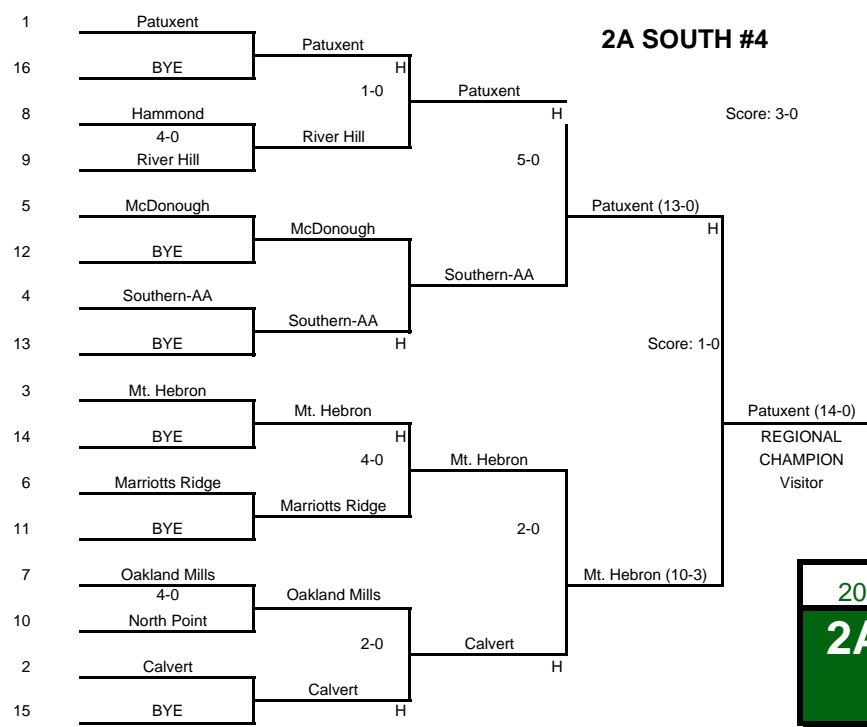 2A SOUTH #4
1 Patuxent
Patuxent
16 BYE H
1-0 Patuxent
8 Hammond H Score: 3-0
4-0 River Hill
9 River Hill 5-0
5 McDonough Patuxent (13-0)
McDonough H
12 BYE
Southern-AA
4 Southern-AA
Southern-AA
13 BYE H Score: 1-0
3 Mt. Hebron
Mt. Hebron Patuxent (14-0)
14 BYE H REGIONAL
4-0 Mt. Hebron CHAMPION
6 Marriotts Ridge Visitor
Marriotts Ridge
11 BYE 2-0
7 Oakland Mills Mt. Hebron (10-3)
4-0 Oakland Mills 20
10 North Point
2-0 Calvert 2A
2 Calvert H
Calvert
15 BYE H